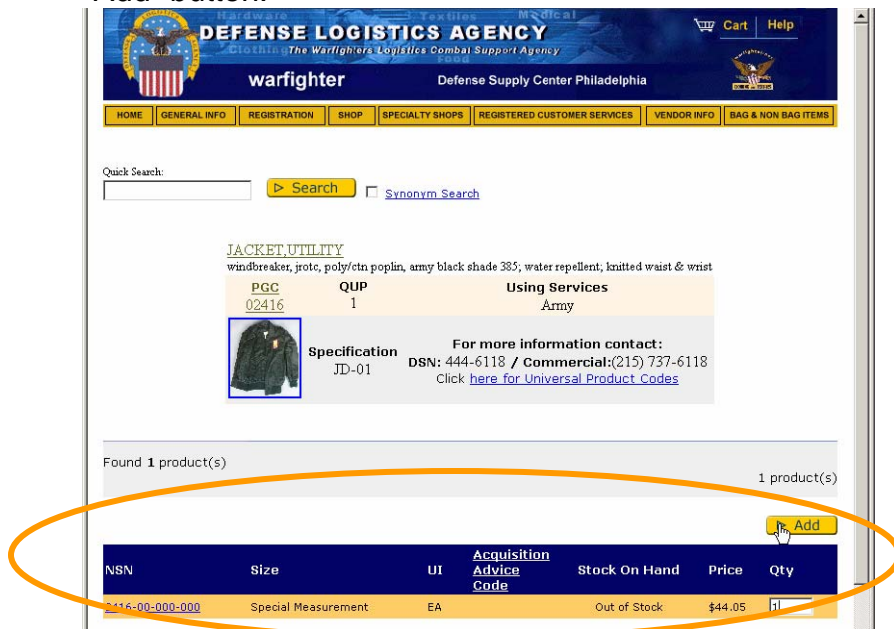 "Add" button.
Hardware Textiles Medical
DEFENSE LOGISTICS AGENCY
Clothing The Warfighters Logistics Combat Support Agency
Food
warfighter Defense Supply Center Philadelphia
Cart Help
HOME GENERAL INFO REGISTRATION SHOP SPECIALTY SHOPS REGISTERED CUSTOMER SERVICES VENDOR INFO BAG & NON BAG ITEMS
Quick Search:
Search Synonym Search
JACKET,UTILITY
windbreaker, jrotc, poly/ctn poplin, army black shade 385; water repellent; knitted waist & wrist
PGC QUP Using Services
02416 1 Army
Specification
JD-01
For more information contact:
DSN: 444-6118 / Commercial:(215) 737-6118
Click here for Universal Product Codes
Found 1 product(s)
1 product(s)
Add
NSN Size UI Acquisition Advice Code Stock On Hand Price Qty
2416-00-000-000 Special Measurement EA Out of Stock $44.05 1